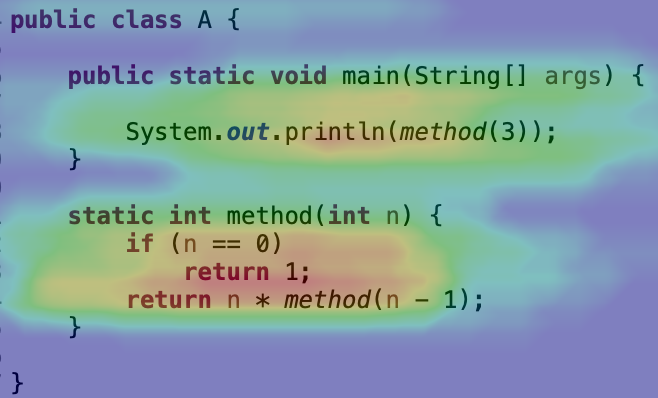 public class A {
public static void main(String[] args) {
System.out.println(method(3));
}
static int method(int n) {
if (n == 0)
return 1;
return n * method(n - 1);
}
}